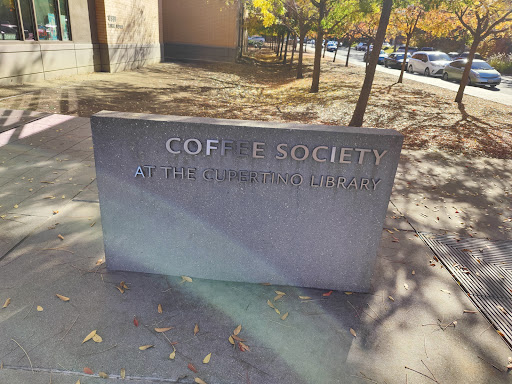 COFFEE SOCIETY
AT THE CUPERTINO LIBRARY